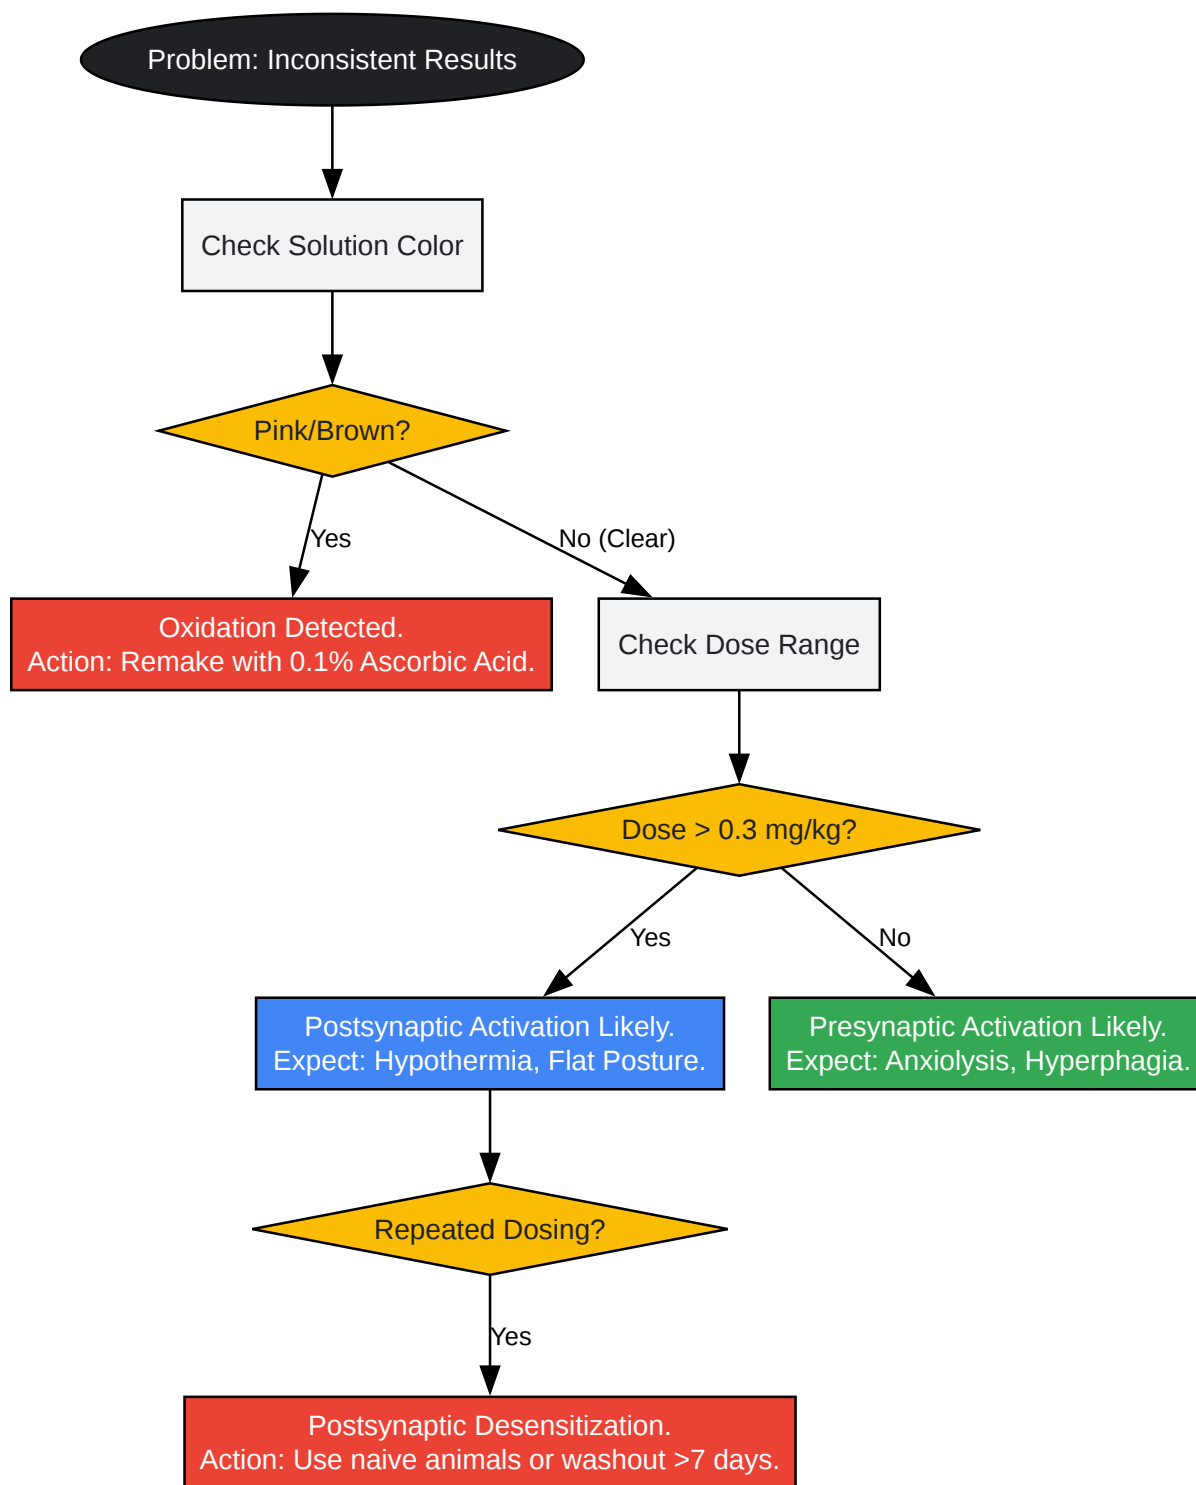 Problem: Inconsistent Results
Check Solution Color
Pink/Brown?
Yes
No (Clear)
Oxidation Detected.
Action: Remake with 0.1% Ascorbic Acid.
Check Dose Range
Dose > 0.3 mg/kg?
Yes
No
Postsynaptic Activation Likely.
Expect: Hypothermia, Flat Posture.
Presynaptic Activation Likely.
Expect: Anxiolysis, Hyperphagia.
Repeated Dosing?
Yes
Postsynaptic Desensitization.
Action: Use naive animals or washout >7 days.